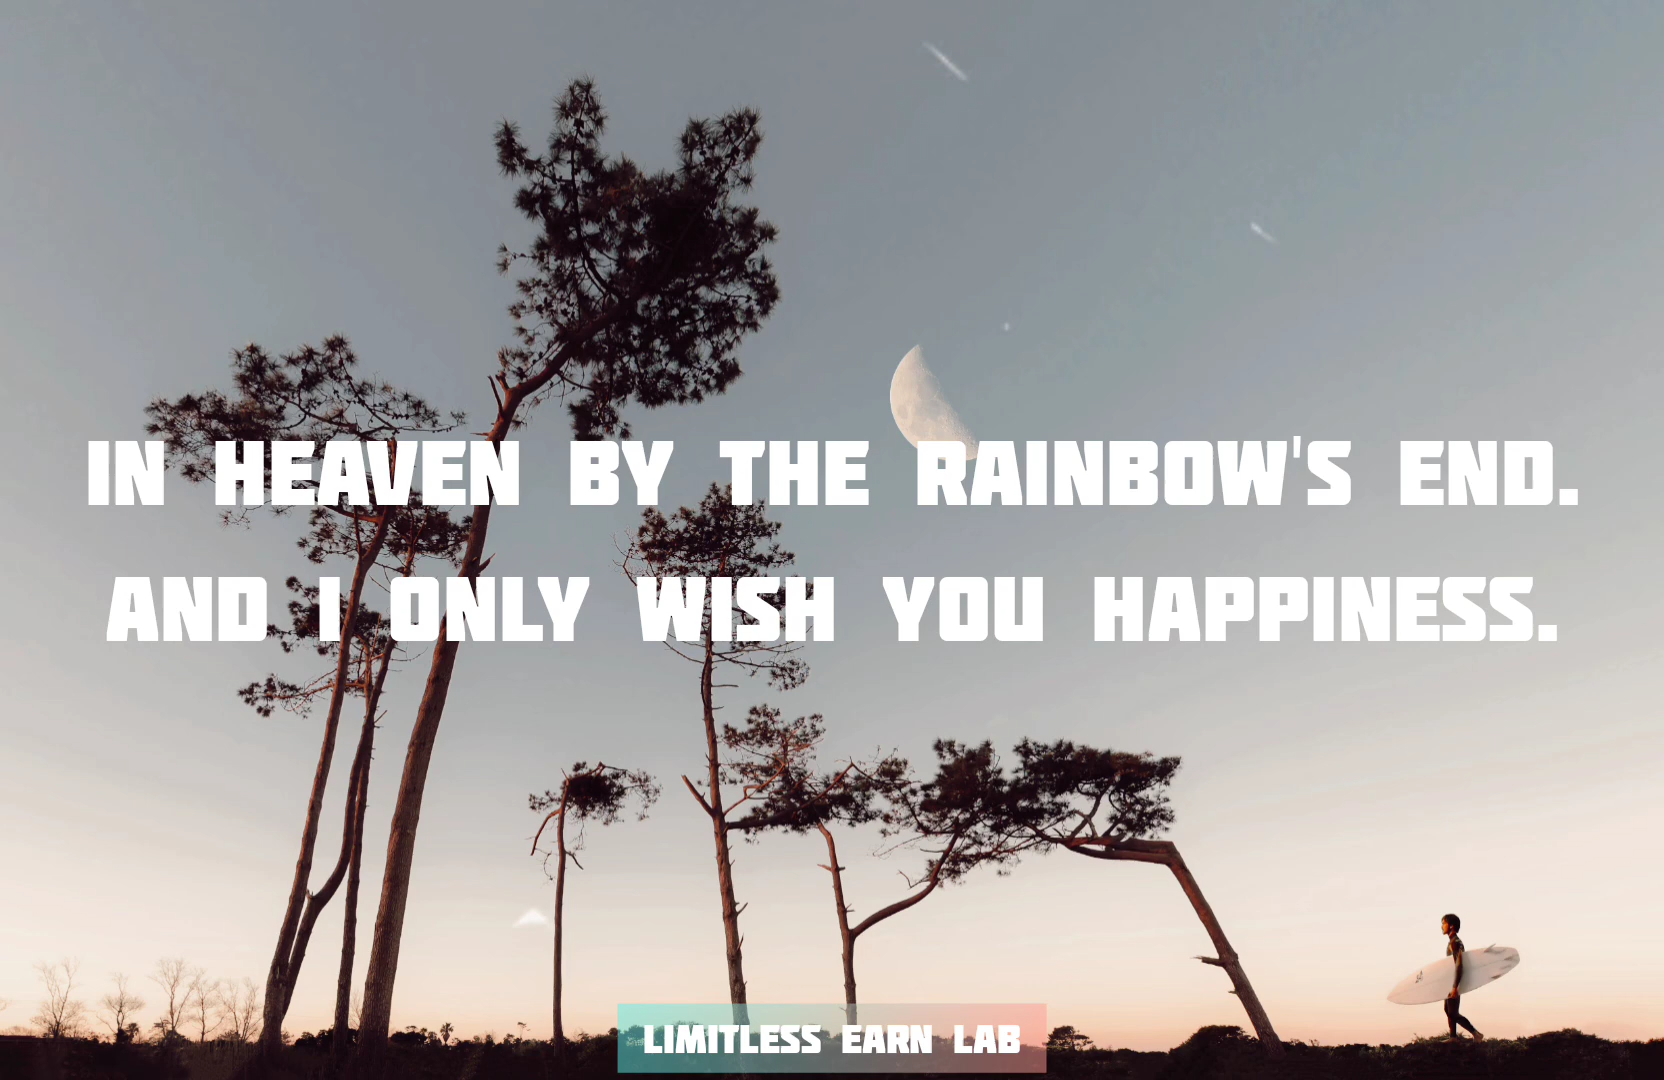 IN HEAVEN BY THE RAINBOW'S END.
AND I ONLY WISH YOU HAPPINESS.
LIMITLESS EARN LAB